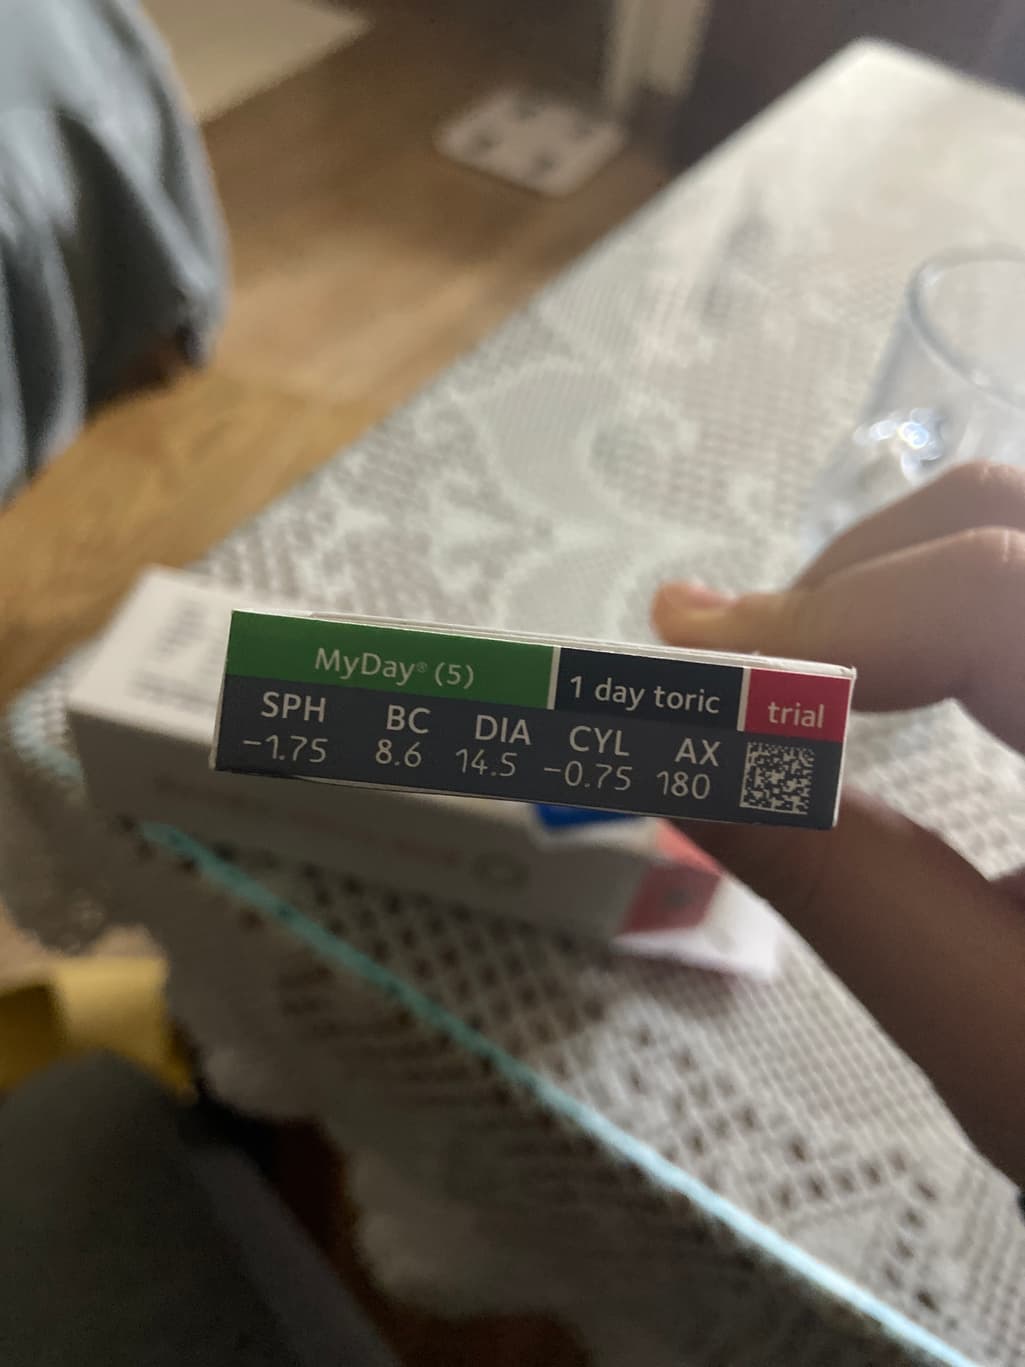 MyDay® (5) 1 day toric trial
SPH BC DIA CYL AX
-1.75 8.6 14.5 -0.75 180